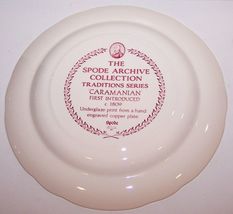 THE
SPODE ARCHIVE
COLLECTION
TRADITIONS SERIES
CARAMANIAN
FIRST INTRODUCED
c 1809
Underglaze print from a hand
engraved copper plate
Spode